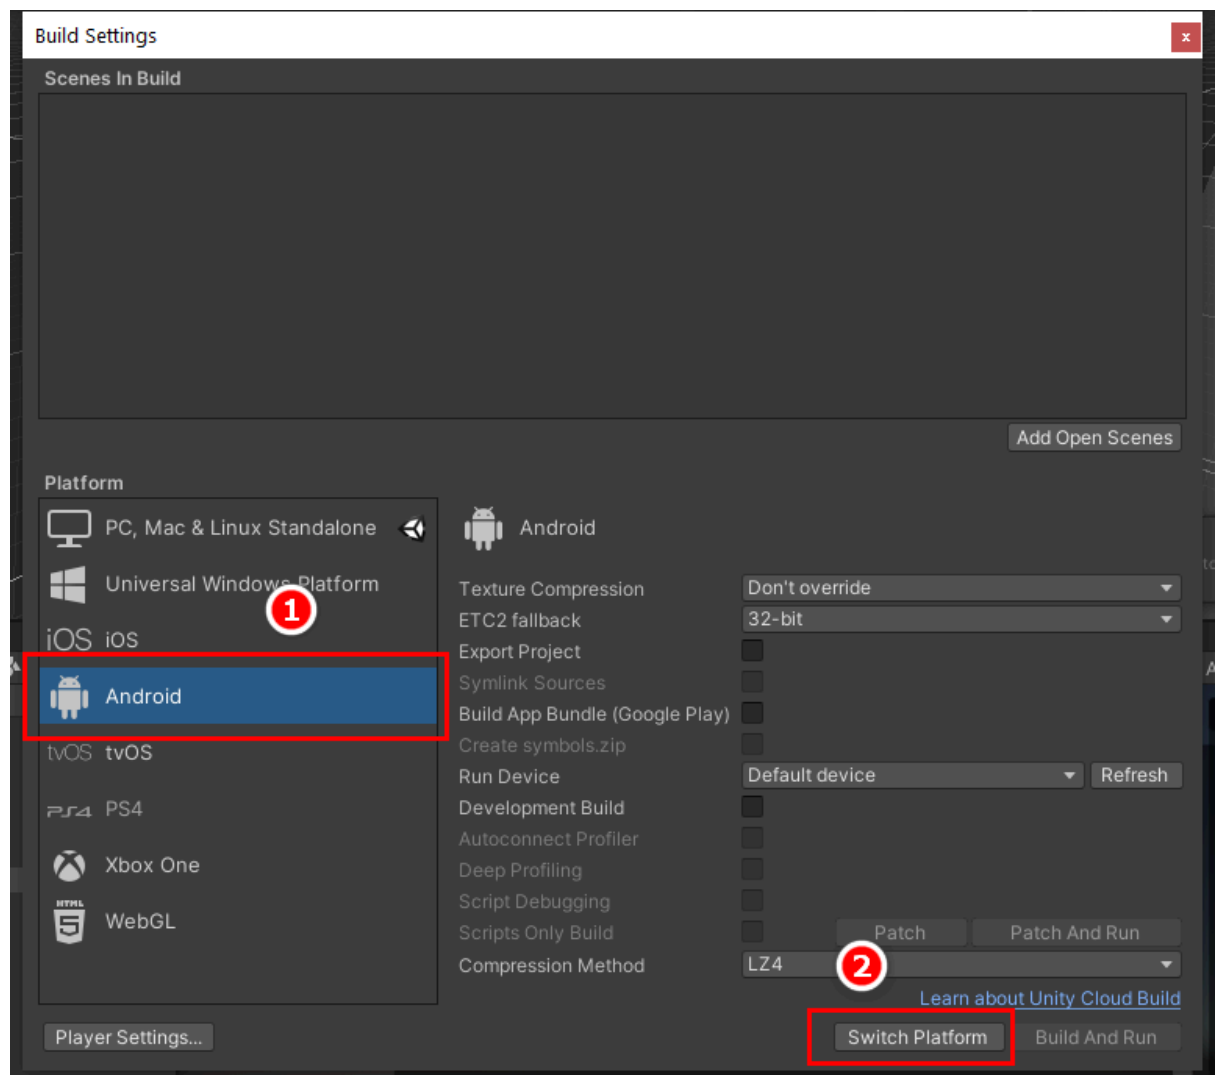 Build Settings
x
Scenes In Build
Add Open Scenes
Platform
PC, Mac & Linux Standalone
Universal Windows Platform
1
iOS iOS
Android
tvOS tvOS
PS4 PS4
Xbox One
HTML 5 WebGL
Player Settings...
Android
Texture Compression Don't override
ETC2 fallback 32-bit
Export Project
Symlink Sources
Build App Bundle (Google Play)
Create symbols.zip
Run Device Default device Refresh
Development Build
Autoconnect Profiler
Deep Profiling
Script Debugging
Scripts Only Build Patch Patch And Run
Compression Method LZ4
2
Learn about Unity Cloud Build
Switch Platform Build And Run